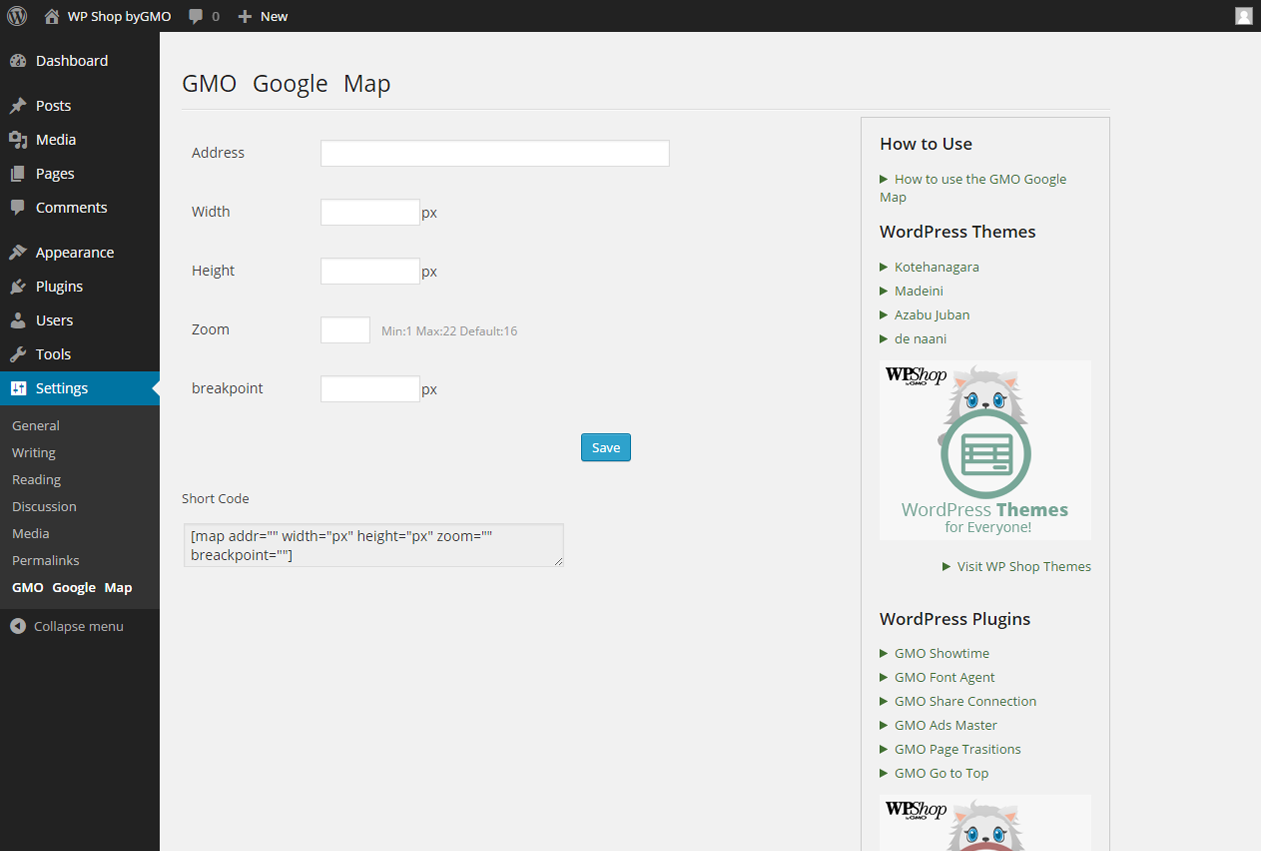 WP Shop byGMO 0 New
Dashboard
Posts
Media
Pages
Comments
Appearance
Plugins
Users
Tools
Settings
General
Writing
Reading
Discussion
Media
Permalinks
GMO Google Map
Collapse menu
GMO Google Map
Address
Width px
Height px
Zoom Min:1 Max:22 Default:16
breakpoint px
Save
Short Code
[map addr="" width="px" height="px" zoom=""
breackpoint=""]
How to Use
How to use the GMO Google
Map
WordPress Themes
Kotehanagara
Madeini
Azabu Juban
de naani
WPShop
by GMO
WordPress Themes
for Everyone!
Visit WP Shop Themes
WordPress Plugins
GMO Showtime
GMO Font Agent
GMO Share Connection
GMO Ads Master
GMO Page Trasitions
GMO Go to Top
WPShop
by GMO